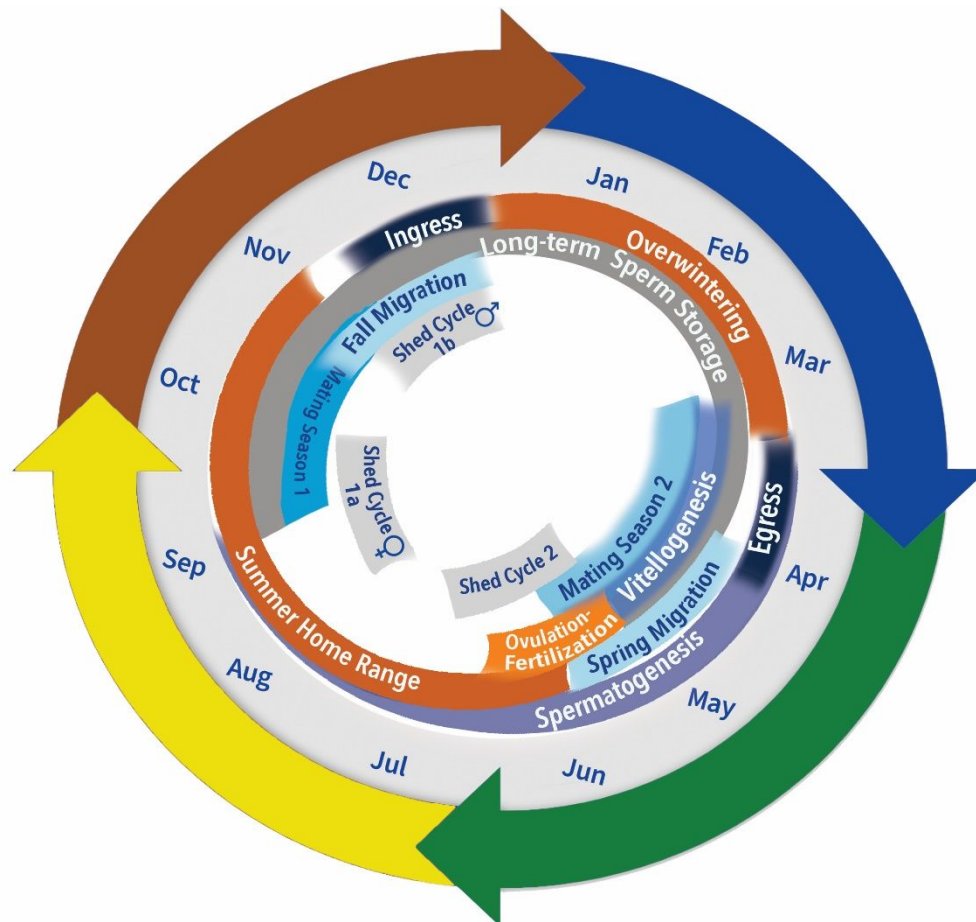 Jan
Feb
Mar
Apr
May
Jun
Jul
Aug
Sep
Oct
Nov
Dec
Ingress
Overwintering
Long-term Sperm Storage
Fall Migration
Shed Cycle ♂
1b
Mating Season 1
Shed Cycle ♀
1a
Egress
Mating Season 2
Vitellogenesis
Shed Cycle 2
Ovulation-
Fertilization
Spring Migration
Spermatogenesis
Summer Home Range